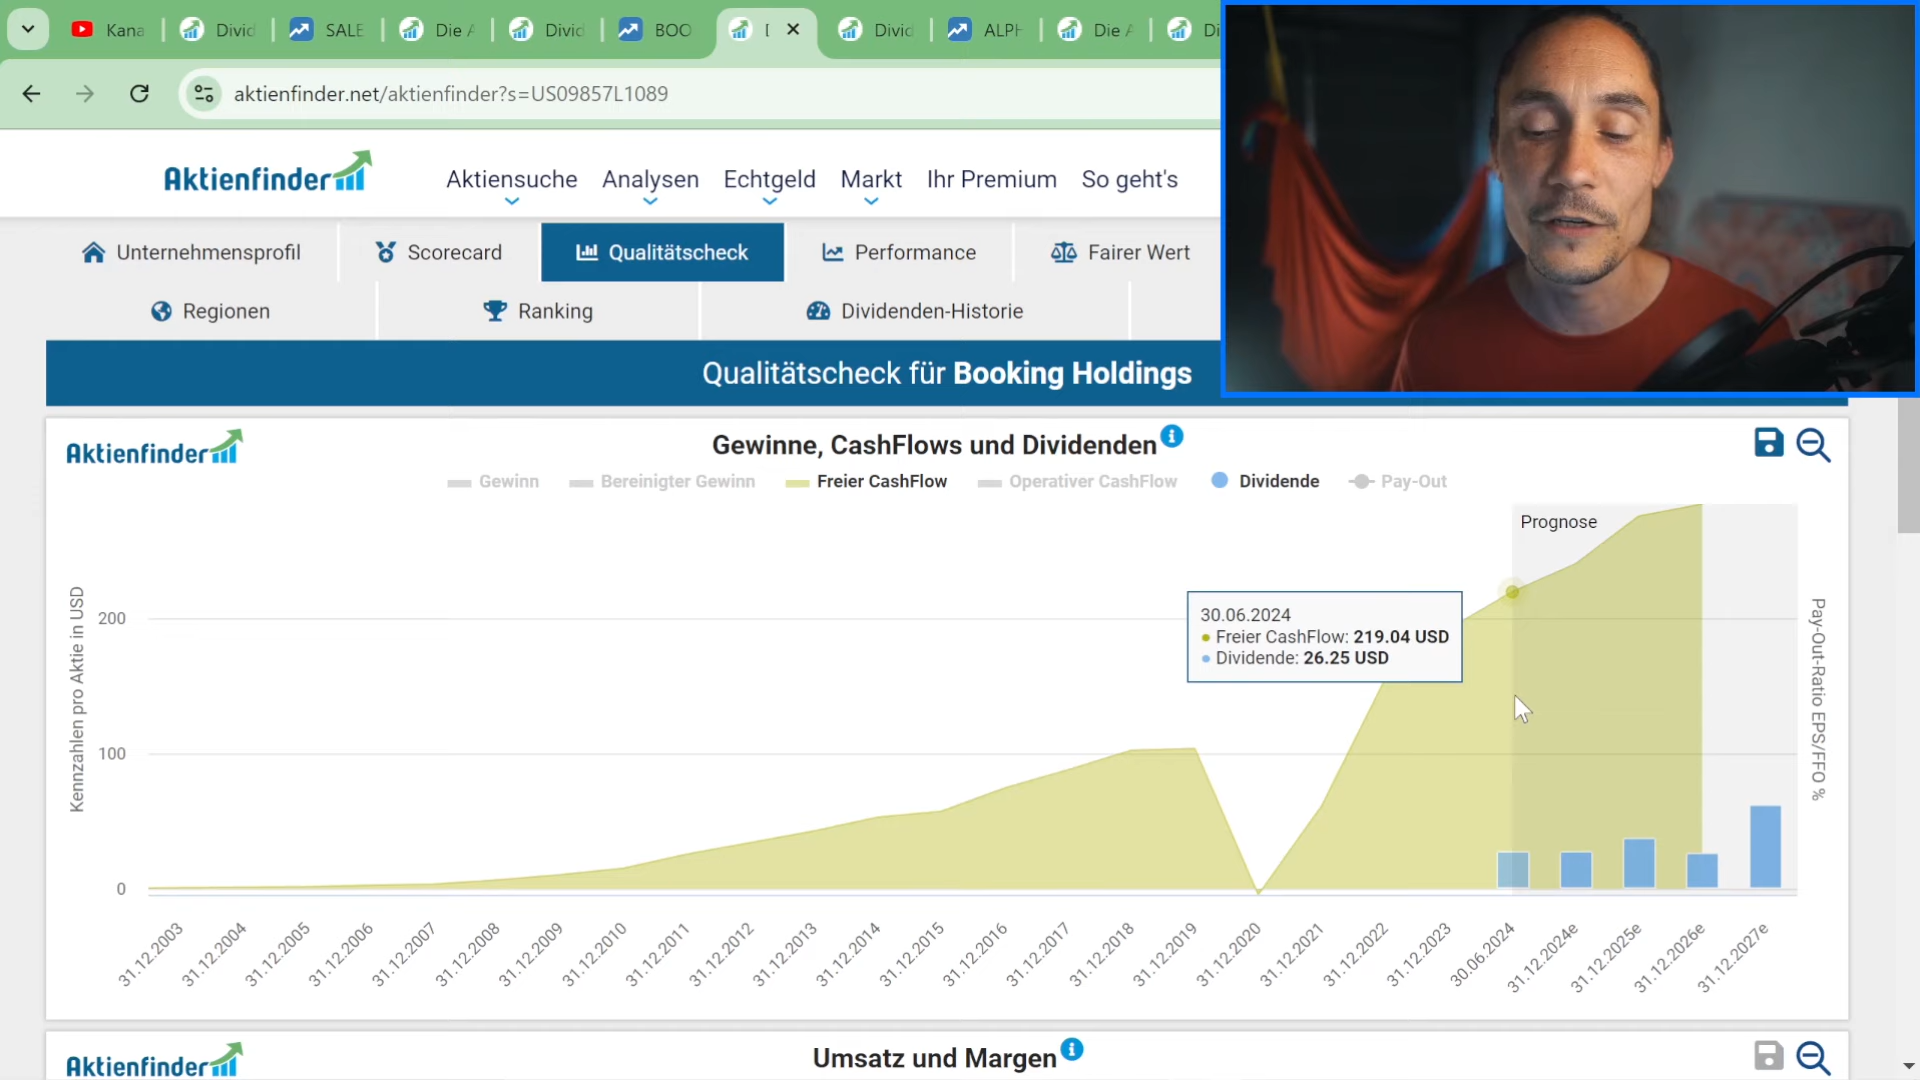 Kana
Divid
SALE
Die A
Divid
BOO
Divid
ALPH
Die A
Di
aktienfinder.net/aktienfinder?s=US09857L1089
Aktienfinder
Aktiensuche
Analysen
Echtgeld
Markt
Ihr Premium
So geht's
Unternehmensprofil
Scorecard
Qualitätscheck
Performance
Fairer Wert
Regionen
Ranking
Dividenden-Historie
Qualitätscheck für Booking Holdings
Aktienfinder
Gewinne, CashFlows und Dividenden
Gewinn
Bereinigter Gewinn
Freier CashFlow
Operativer CashFlow
Dividende
Pay-Out
Prognose
Kennzahlen pro Aktie in USD
200
100
0
30.06.2024
Freier CashFlow: 219.04 USD
Dividende: 26.25 USD
Pay-Out-Ratio EPS/FFO %
31.12.2003
31.12.2004
31.12.2005
31.12.2006
31.12.2007
31.12.2008
31.12.2009
31.12.2010
31.12.2011
31.12.2012
31.12.2013
31.12.2014
31.12.2015
31.12.2016
31.12.2017
31.12.2018
31.12.2019
31.12.2020
31.12.2021
31.12.2022
31.12.2023
30.06.2024
31.12.2024e
31.12.2025e
31.12.2026e
31.12.2027e
Aktienfinder
Umsatz und Margen